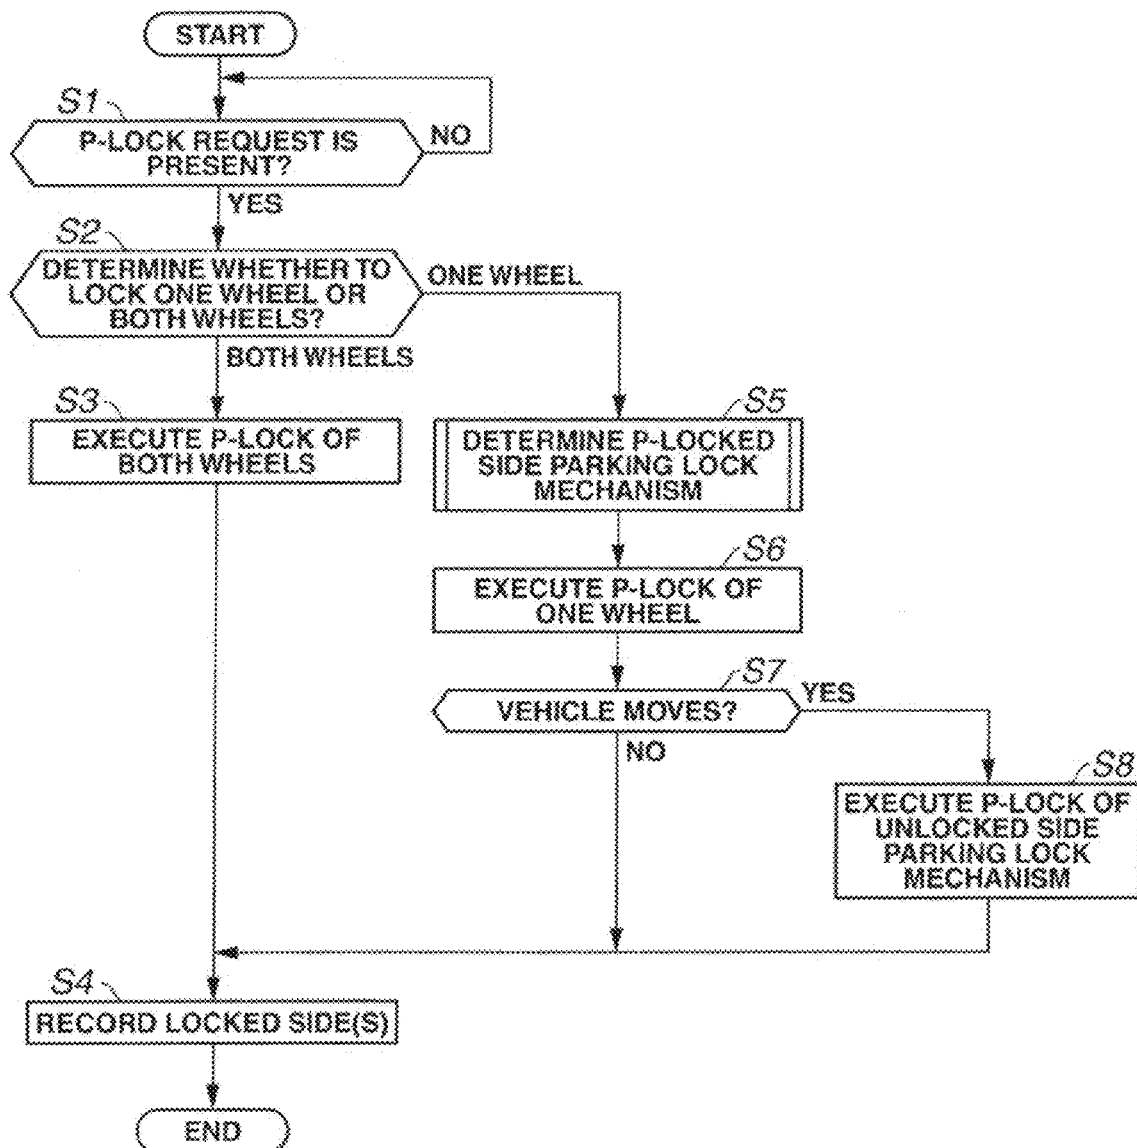 START
S1
P-LOCK REQUEST IS
PRESENT?
NO
YES
S2
DETERMINE WHETHER TO
LOCK ONE WHEEL OR
BOTH WHEELS?
ONE WHEEL
BOTH WHEELS
S3
EXECUTE P-LOCK OF
BOTH WHEELS
S5
DETERMINE P-LOCKED
SIDE PARKING LOCK
MECHANISM
S6
EXECUTE P-LOCK OF
ONE WHEEL
S7
VEHICLE MOVES?
YES
NO
S8
EXECUTE P-LOCK OF
UNLOCKED SIDE
PARKING LOCK
MECHANISM
S4
RECORD LOCKED SIDE(S)
END